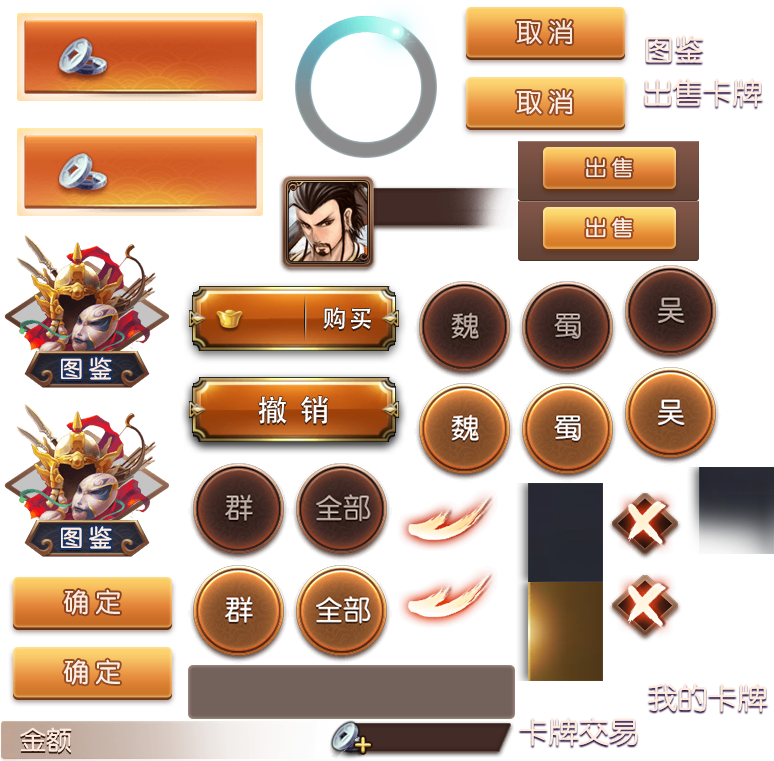 取消
图鉴
取消
出售卡牌
出售
出售
购买
魏
蜀
吴
图鉴
撤销
魏
蜀
吴
群
全部
图鉴
确定
群
全部
确定
我的卡牌
金额
卡牌交易